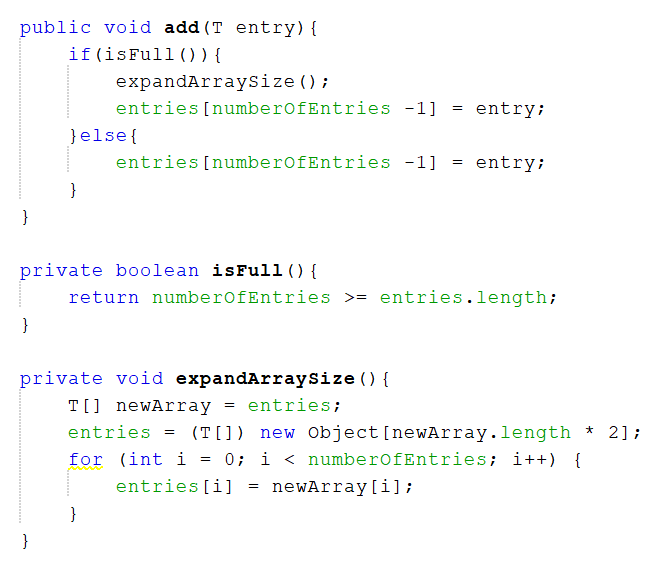 public void add(T entry){
    if(isFull()){
        expandArraySize();
        entries[numberOfEntries -1] = entry;
    }else{
        entries[numberOfEntries -1] = entry;
    }
}
private boolean isFull(){
    return numberOfEntries >= entries.length;
}
private void expandArraySize(){
    T[] newArray = entries;
    entries = (T[]) new Object[newArray.length * 2];
    for (int i = 0; i < numberOfEntries; i++) {
        entries[i] = newArray[i];
    }
}